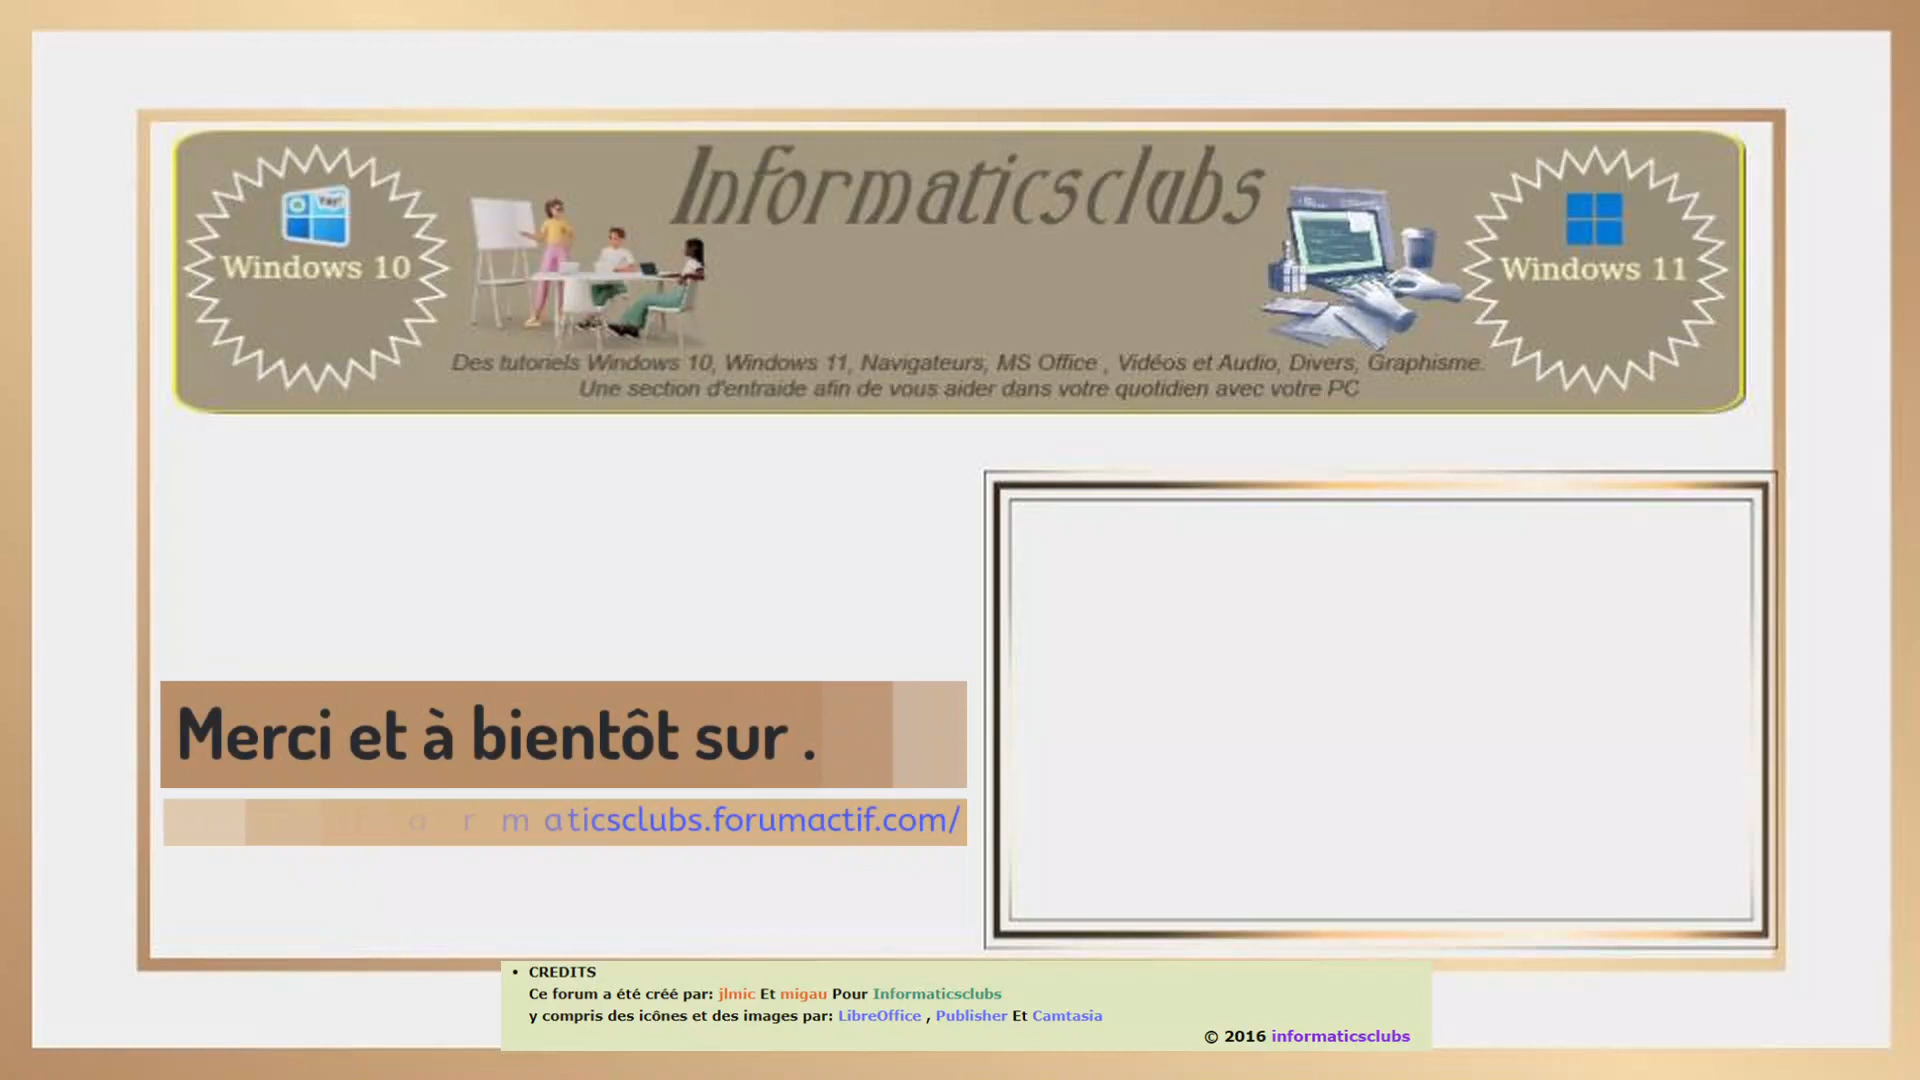 Informaticsclubs
Yay!
Windows 10
Windows 11
Des tutoriels Windows 10, Windows 11, Navigateurs, MS Office , Vidéos et Audio, Divers, Graphisme.
Une section d'entraide afin de vous aider dans votre quotidien avec votre PC
Merci et à bientôt sur .
o r m aticsclubs.forumactif.com/
• CREDITS
Ce forum a été créé par: jlmic Et migau Pour Informaticsclubs
y compris des icônes et des images par: LibreOffice , Publisher Et Camtasia
© 2016 informaticsclubs